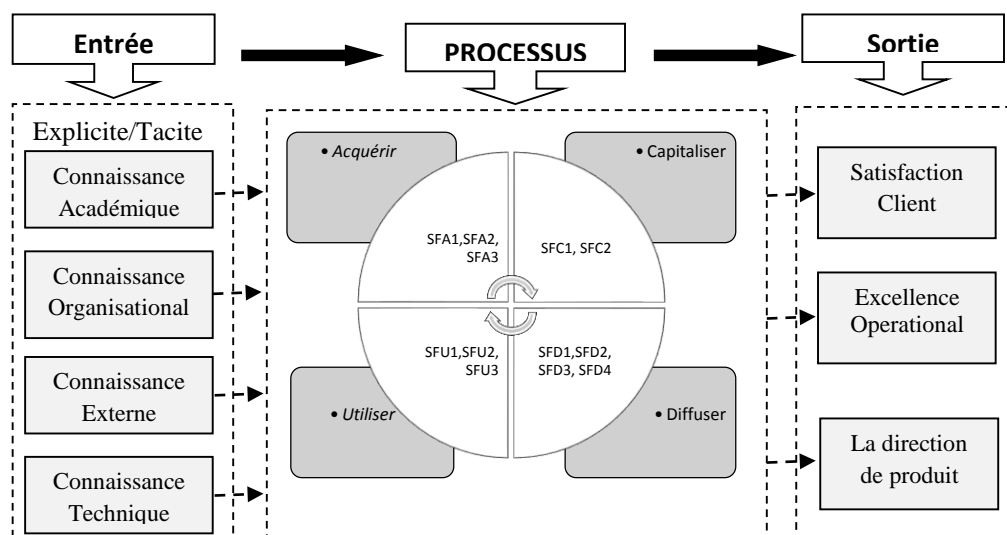 Entrée
PROCESSUS
Sortie
Explicite/Tacite
Connaissance
Académique
Connaissance
Organisational
Connaissance
Externe
Connaissance
Technique
• Acquérir
• Capitaliser
SFA1,SFA2,
SFA3
SFC1, SFC2
SFU1,SFU2,
SFU3
SFD1,SFD2,
SFD3, SFD4
• Utiliser
• Diffuser
Satisfaction
Client
Excellence
Operational
La direction
de produit